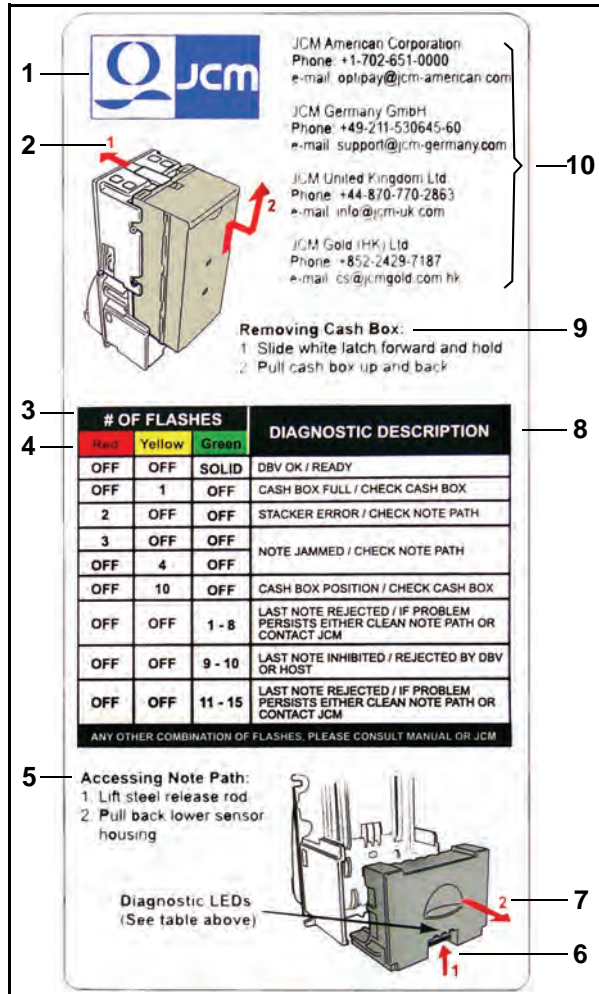 1
JCM
JCM American Corporation
Phone: +1-702-651-0000
e-mail: optipay@jcm-american.com
JCM Germany GmbH
Phone: +49-211-530645-60
e-mail: support@jcm-germany.com
JCM United Kingdom Ltd.
Phone: +44-870-770-2863
e-mail: info@jcm-uk.com
JCM Gold (HK) Ltd
Phone: +852-2429-7187
e-mail: cs@jcmgold.com.hk
10
2
1
2
Removing Cash Box:
9
1. Slide white latch forward and hold
2. Pull cash box up and back
3
# OF FLASHES
DIAGNOSTIC DESCRIPTION
8
4
Red Yellow Green
OFF OFF SOLID DBV OK / READY
OFF 1 OFF CASH BOX FULL / CHECK CASH BOX
2 OFF OFF STACKER ERROR / CHECK NOTE PATH
3 OFF OFF
NOTE JAMMED / CHECK NOTE PATH
OFF 4 OFF
OFF 10 OFF CASH BOX POSITION / CHECK CASH BOX
OFF OFF 1 - 8 LAST NOTE REJECTED / IF PROBLEM
PERSISTS EITHER CLEAN NOTE PATH OR
CONTACT JCM
OFF OFF 9 - 10 LAST NOTE INHIBITED / REJECTED BY DBV
OR HOST
OFF OFF 11 - 15 LAST NOTE REJECTED / IF PROBLEM
PERSISTS EITHER CLEAN NOTE PATH OR
CONTACT JCM
ANY OTHER COMBINATION OF FLASHES, PLEASE CONSULT MANUAL OR JCM
5
Accessing Note Path:
1. Lift steel release rod
2. Pull back lower sensor
housing
Diagnostic LEDs
(See table above)
2
7
1
6